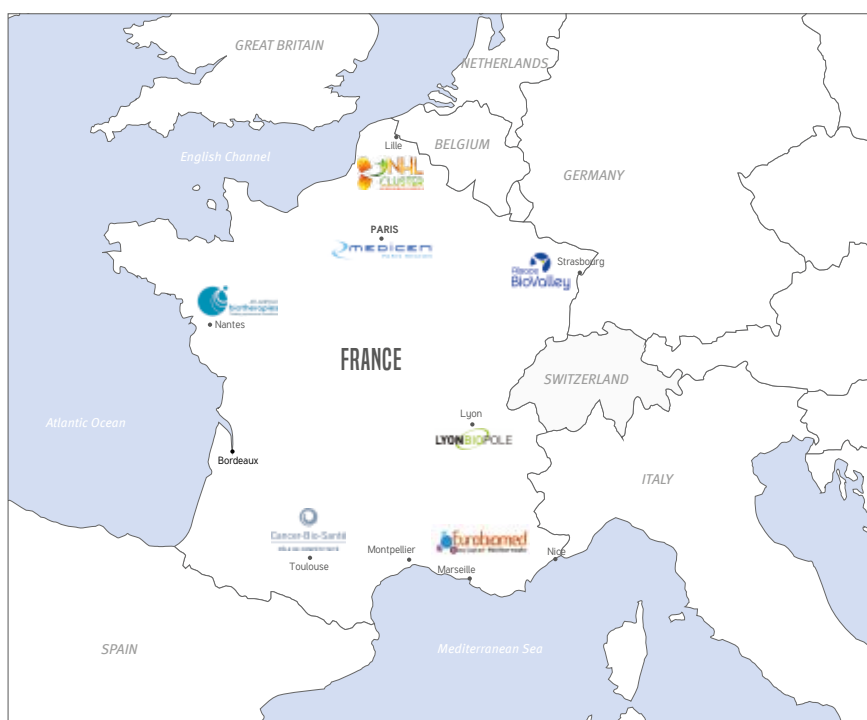 GREAT BRITAIN
NETHERLANDS
Lille
BELGIUM
English Channel
NHL
CLUSTER
GERMANY
PARIS
MEDICEN
Strasbourg
Alsace
BioValley
biotherapies
Nantes
FRANCE
SWITZERLAND
Lyon
Atlantic Ocean
LYONBIOPOLE
Bordeaux
ITALY
Cancer-Bio-Santé
Eurobiomed
Montpellier
Nice
Toulouse
Marseille
SPAIN
Mediterranean Sea